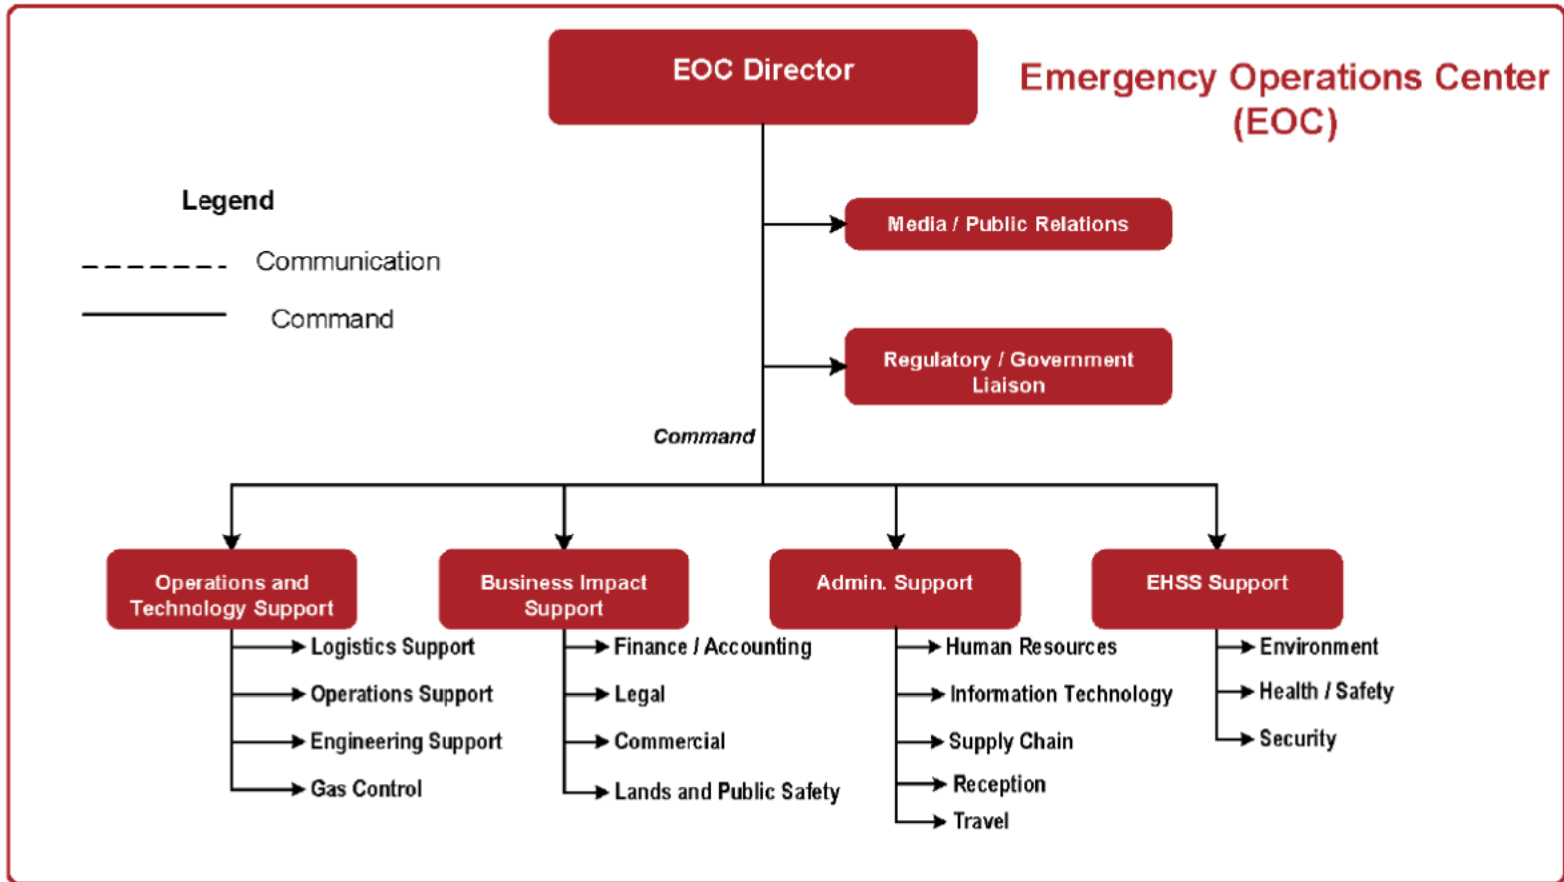 EOC Director
Emergency Operations Center
(EOC)
Legend
Communication
Command
Media / Public Relations
Regulatory / Government
Liaison
Command
Operations and
Technology Support
Logistics Support
Operations Support
Engineering Support
Gas Control
Business Impact
Support
Finance / Accounting
Legal
Commercial
Lands and Public Safety
Admin. Support
Human Resources
Information Technology
Supply Chain
Reception
Travel
EHSS Support
Environment
Health / Safety
Security